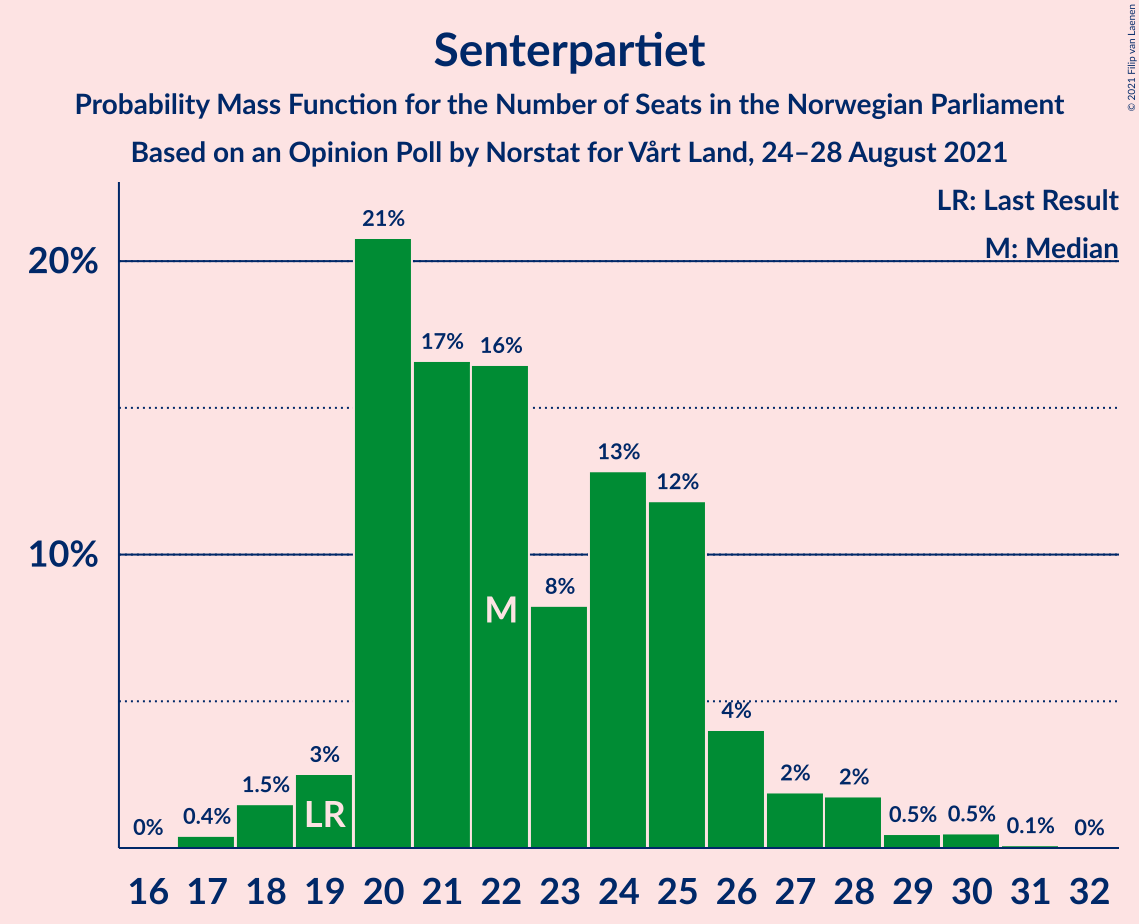 Senterpartiet
Probability Mass Function for the Number of Seats in the Norwegian Parliament
Based on an Opinion Poll by Norstat for Vårt Land, 24–28 August 2021
© 2021 Filip van Laenen
LR: Last Result
M: Median
20%
10%
0%
0.4%
1.5%
3%
21%
17%
16%
8%
13%
12%
4%
2%
2%
0.5%
0.5%
0.1%
0%
LR
M
16 17 18 19 20 21 22 23 24 25 26 27 28 29 30 31 32